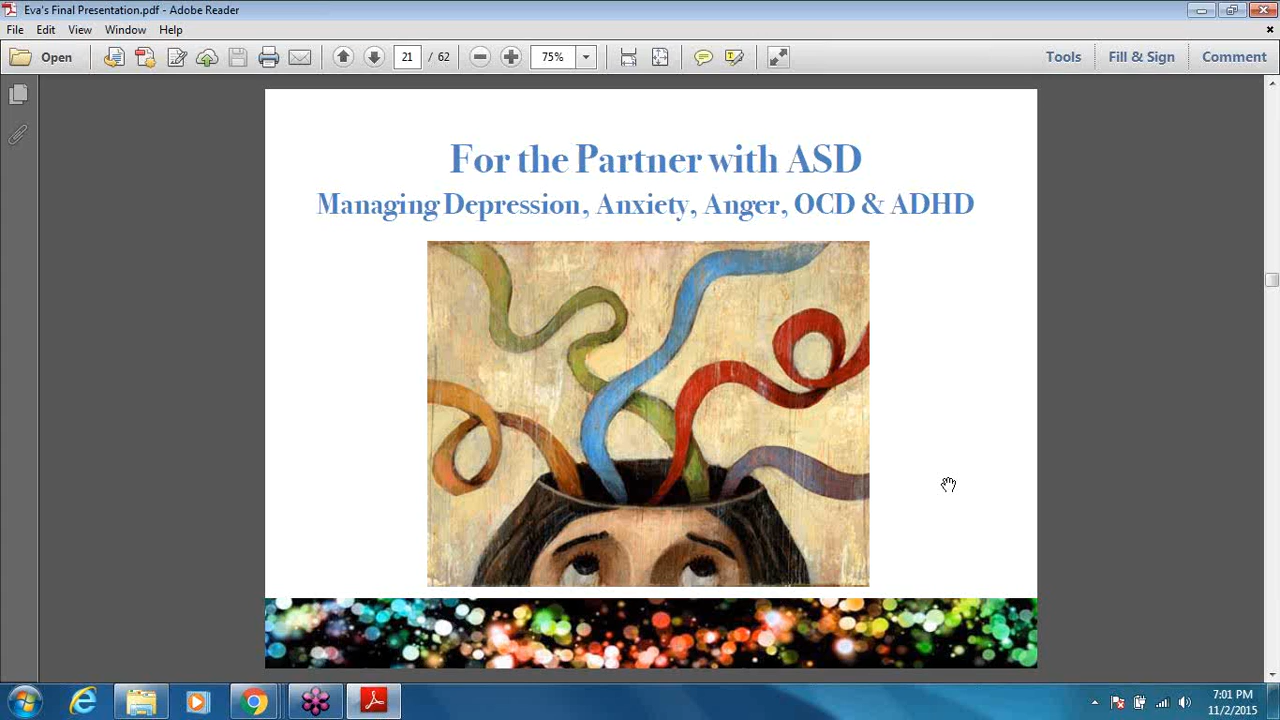 Eva's Final Presentation.pdf - Adobe Reader
File Edit View Window Help
Open 21 / 62 75% Tools Fill & Sign Comment
For the Partner with ASD
Managing Depression, Anxiety, Anger, OCD & ADHD
7:01 PM
11/2/2015